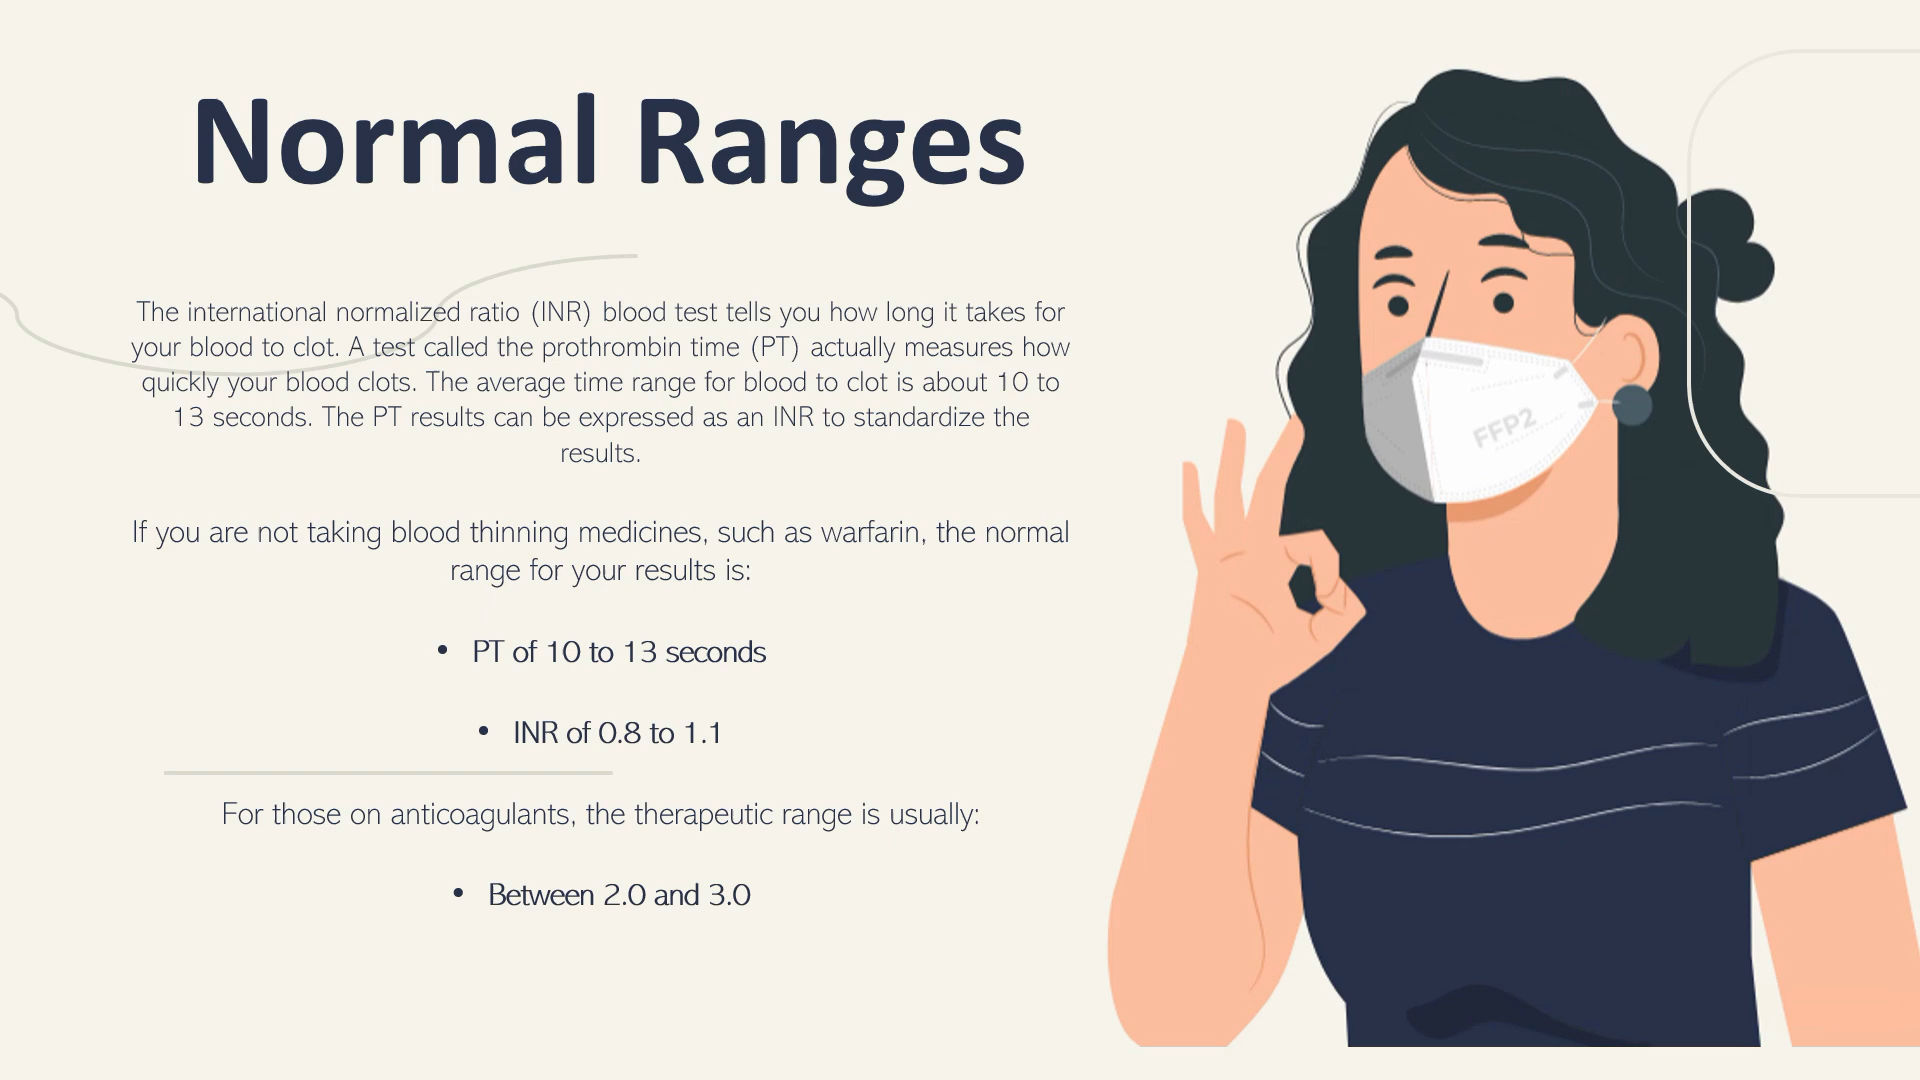 Normal Ranges
The international normalized ratio (INR) blood test tells you how long it takes for
your blood to clot. A test called the prothrombin time (PT) actually measures how
quickly your blood clots. The average time range for blood to clot is about 10 to
13 seconds. The PT results can be expressed as an INR to standardize the
results.
If you are not taking blood thinning medicines, such as warfarin, the normal
range for your results is:
• PT of 10 to 13 seconds
• INR of 0.8 to 1.1
For those on anticoagulants, the therapeutic range is usually:
• Between 2.0 and 3.0
FFP2